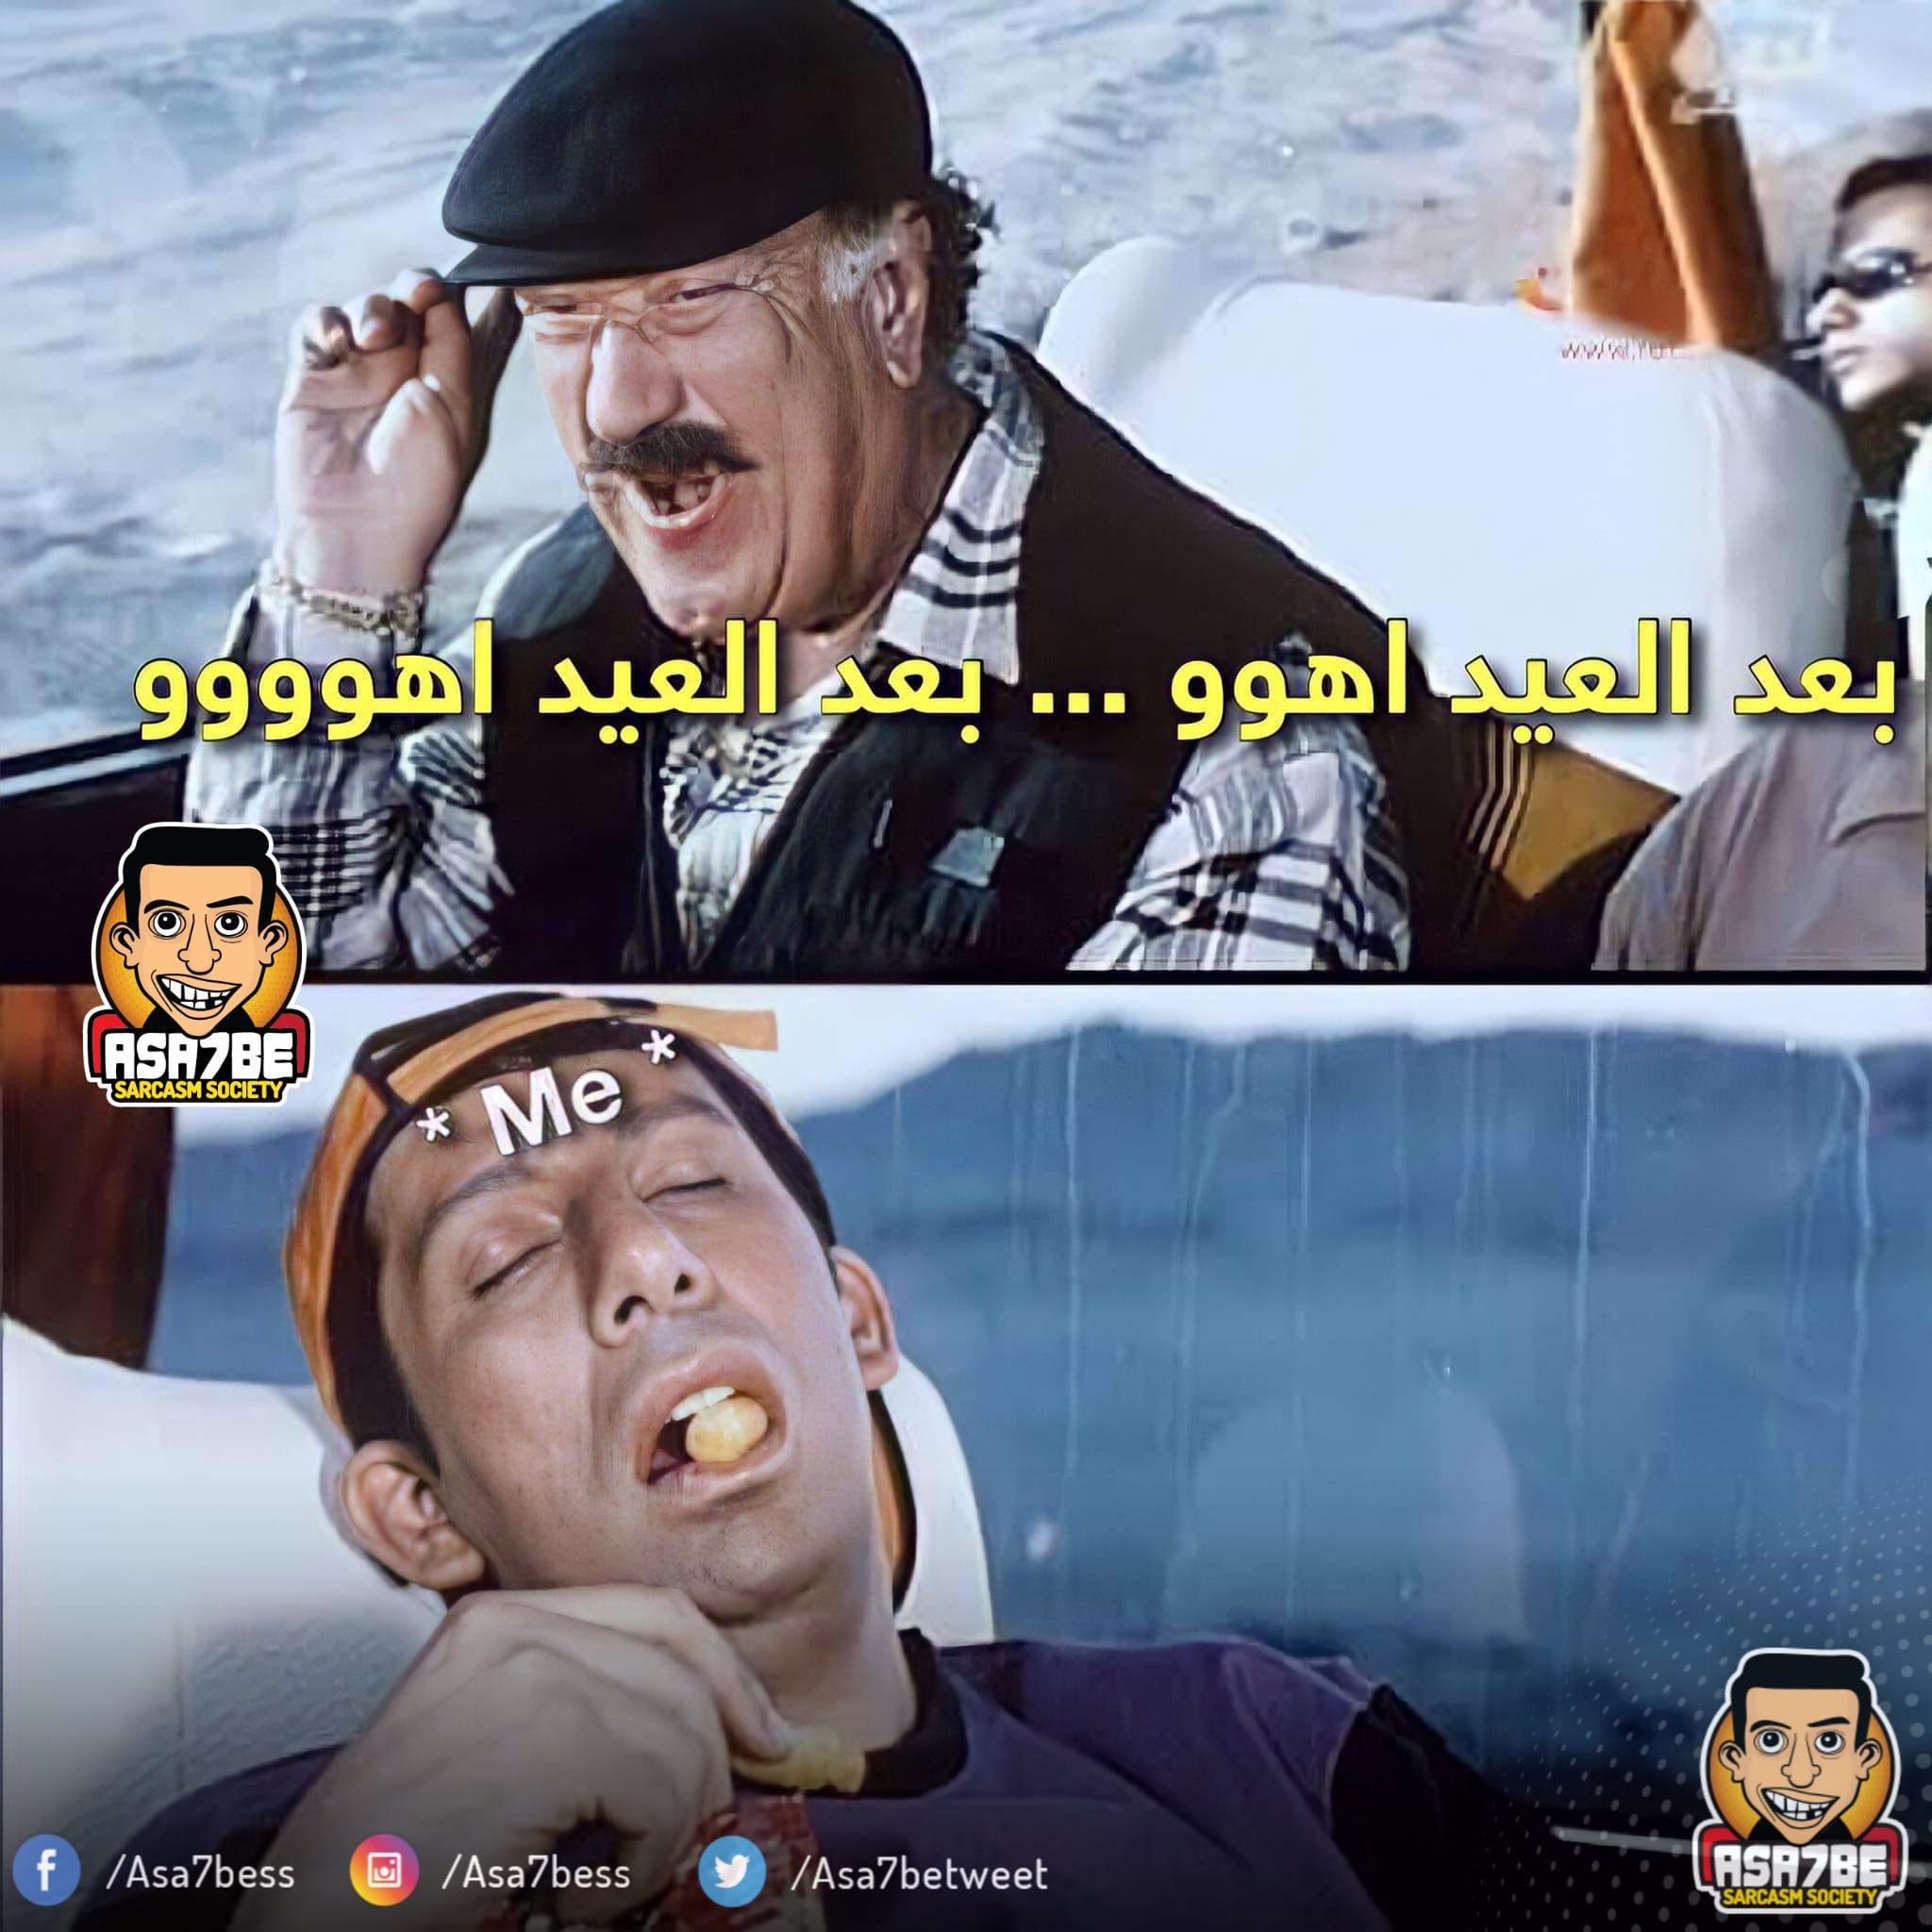 بعد العيد اهوو ... بعد العيد اهوووو
ASA7BE
SARCASM SOCIETY
* Me *
/Asa7bess
/Asa7bess
/Asa7betweet
ASA7BE
SARCASM SOCIETY